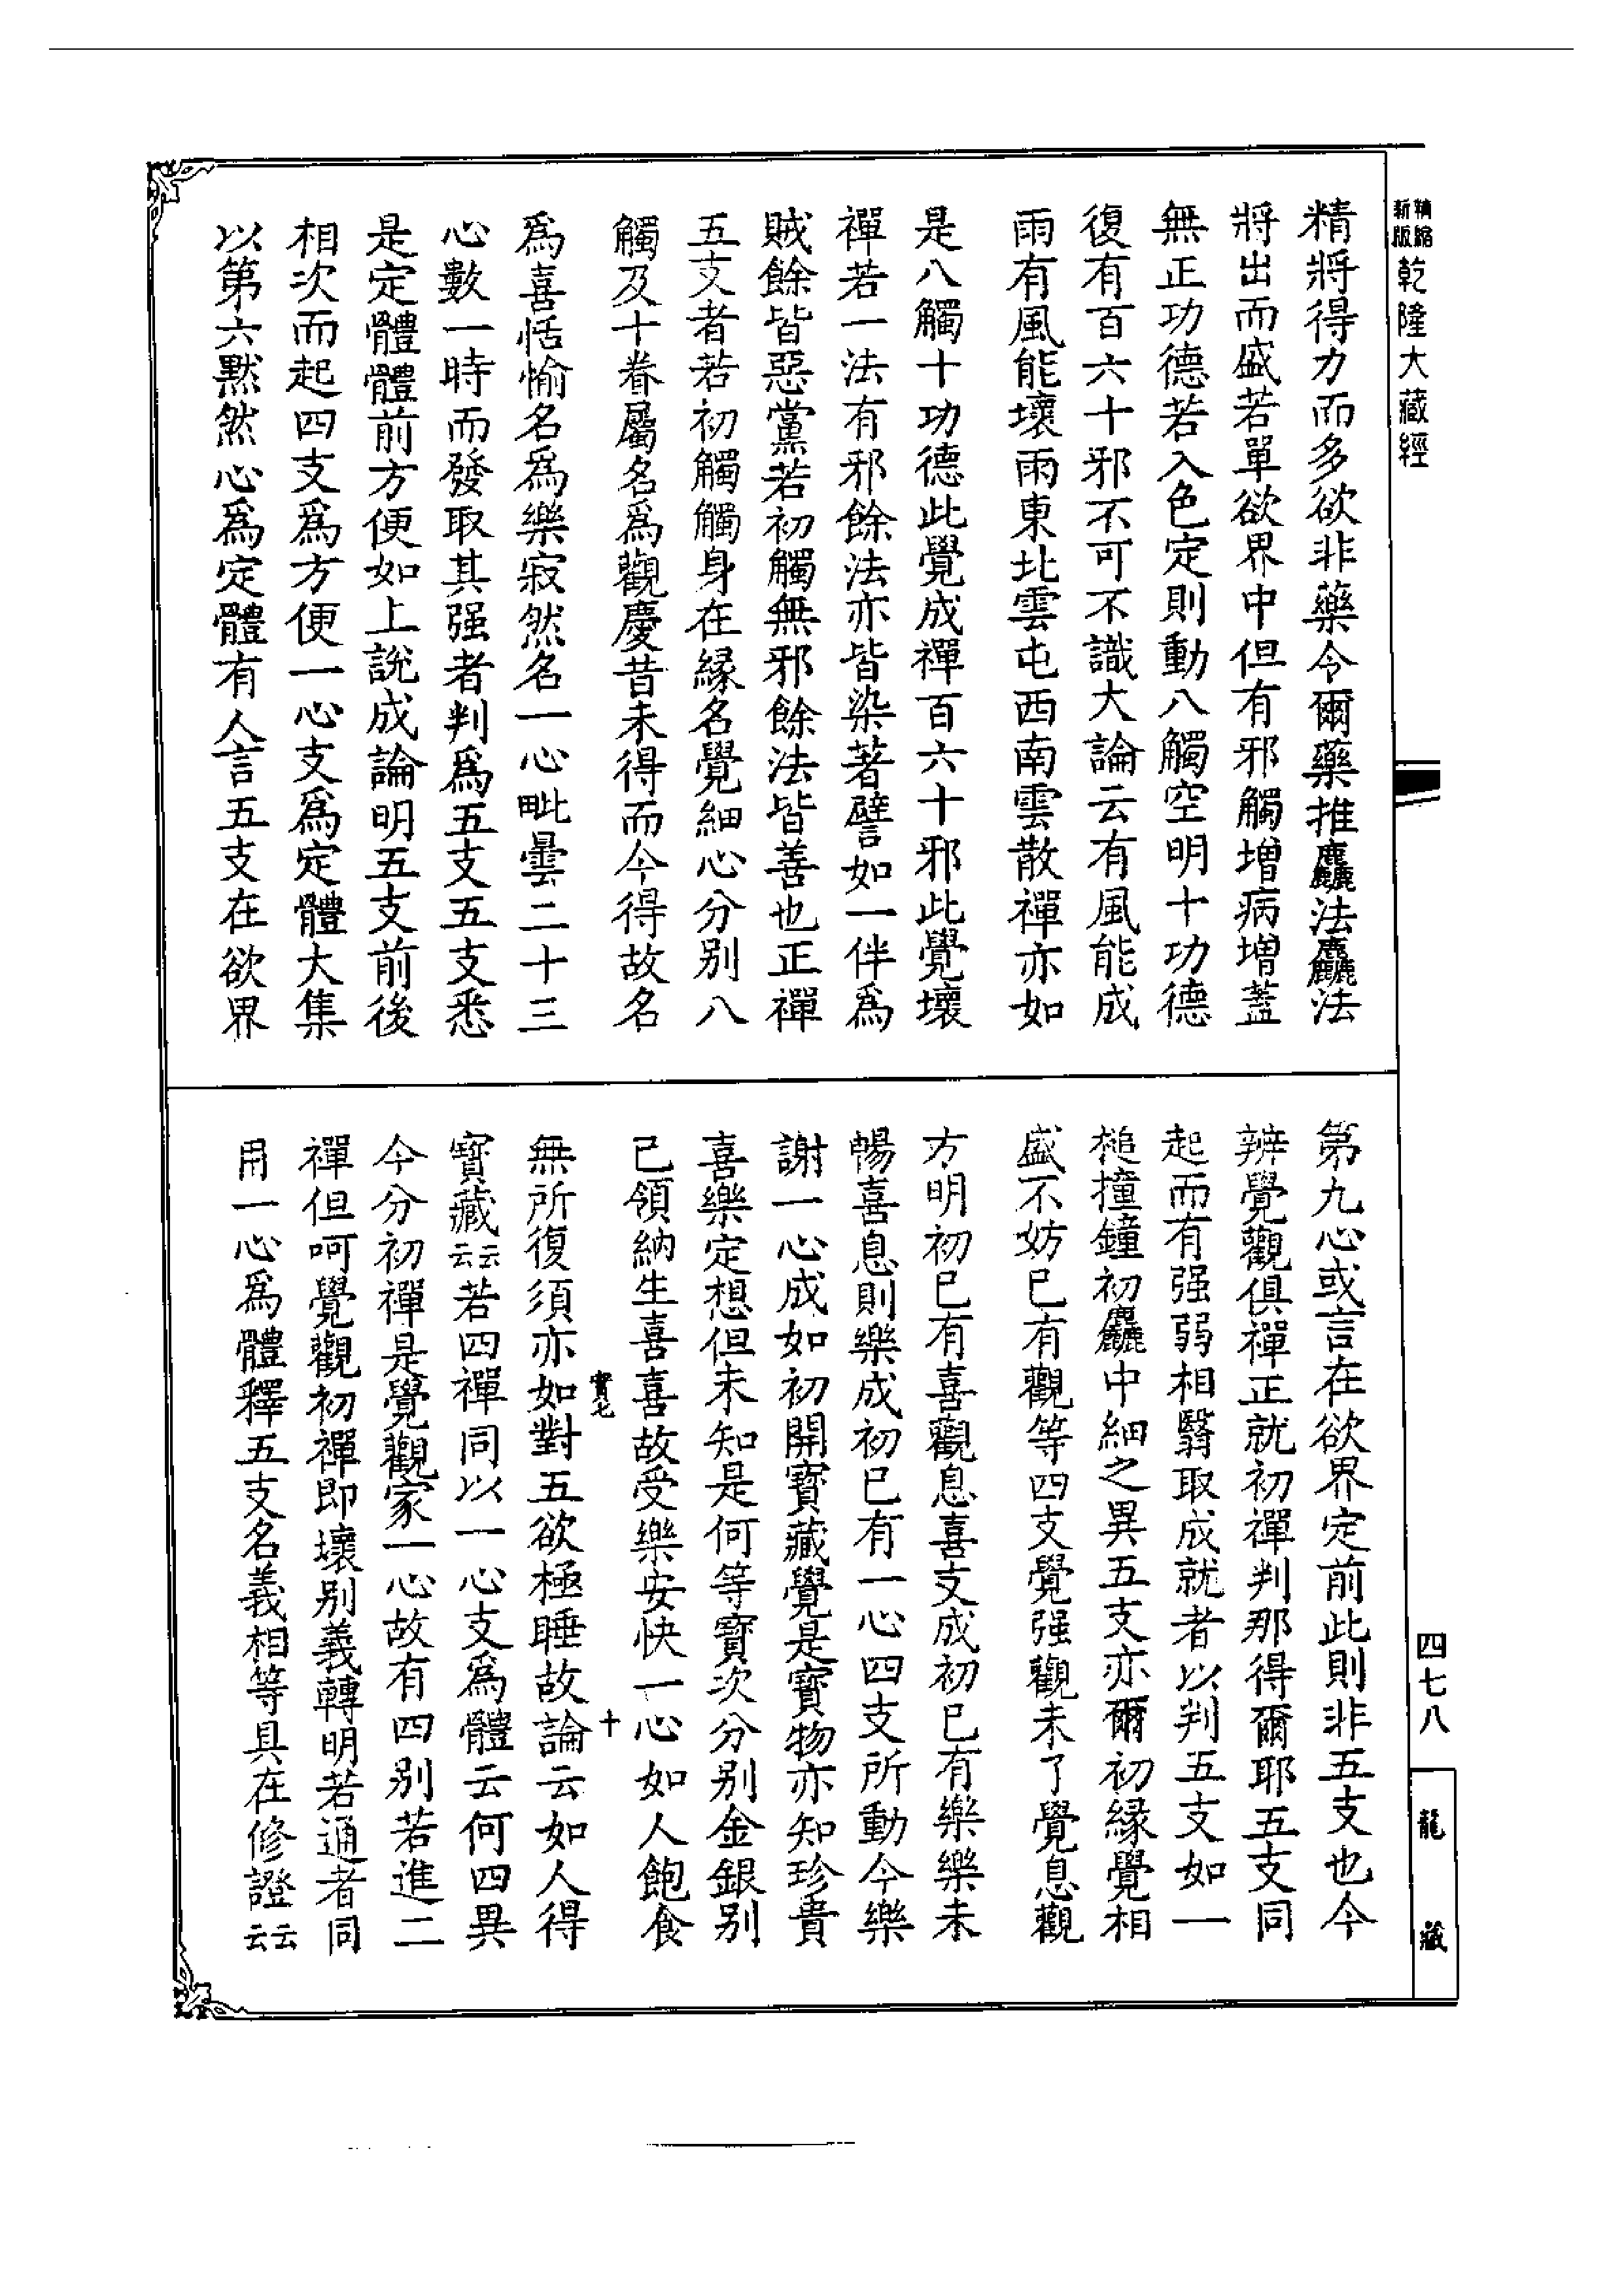 精縮新版乾隆大藏經
精將得力而多欲非藥令爾藥推麤法麤法
將出而盛若單欲界中但有邪觸增病增蓋
無正功德若入色定則動八觸空明十功德
復有百六十邪不可不識大論云有風能成
雨有風能壞雨東北雲屯西南雲散禪亦如
是八觸十功德此覺成禪百六十邪此覺壞
禪若一法有邪餘法亦皆染著譬如一伴爲
賊餘皆惡黨若初觸無邪餘法皆善也正禪
五支者若初觸觸身在緣名覺細心分别八
觸及十眷屬名爲觀慶昔未得而今得故名
爲喜恬愉名爲樂寂然名一心毗曇二十三
心數一時而發取其强者判爲五支五支悉
是定體體前方便如上說成論明五支前後
相次而起四支爲方便一心支爲定體大集
以第六黙然心爲定體有人言五支在欲界
第九心或言在欲界定前此則非五支也今
辨覺觀俱禪正就初禪判那得爾耶五支同
起而有强弱相翳取成就者以判五支如一
槌撞鐘初麤中細之異五支亦爾初緣覺相
盛不妨已有觀等四支覺强觀未了覺息觀
方明初已有喜觀息喜支成初已有樂樂未
暢喜息則樂成初已有一心四支所動今樂
謝一心成如初開寶藏覺是寶物亦知珍貴
喜樂定想但未知是何等寶次分别金銀别
已領納生喜喜故受樂安快一心如人飽食
無所復須亦如對五欲極睡故論云如人得
寶藏云云若四禪同以一心支爲體云何四異
今分初禪是覺觀家一心故有四别若進二
禪但呵覺觀初禪即壞别義轉明若通者同
用一心爲體釋五支名義相等具在修證云云
實七
十
四七八
龍藏